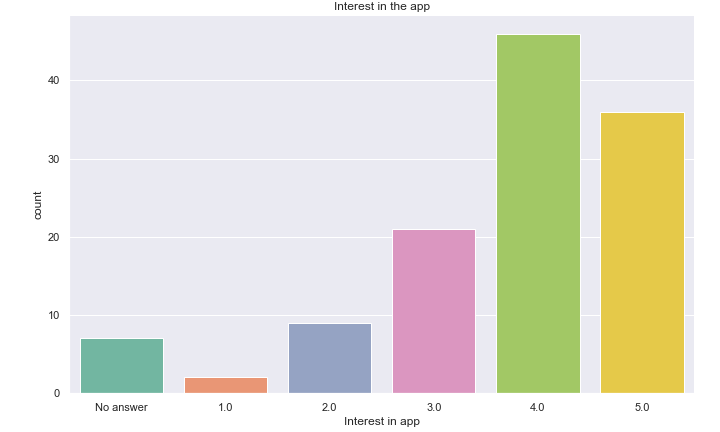 Interest in the app
count
40
30
20
10
0
No answer 1.0 2.0 3.0 4.0 5.0
Interest in app